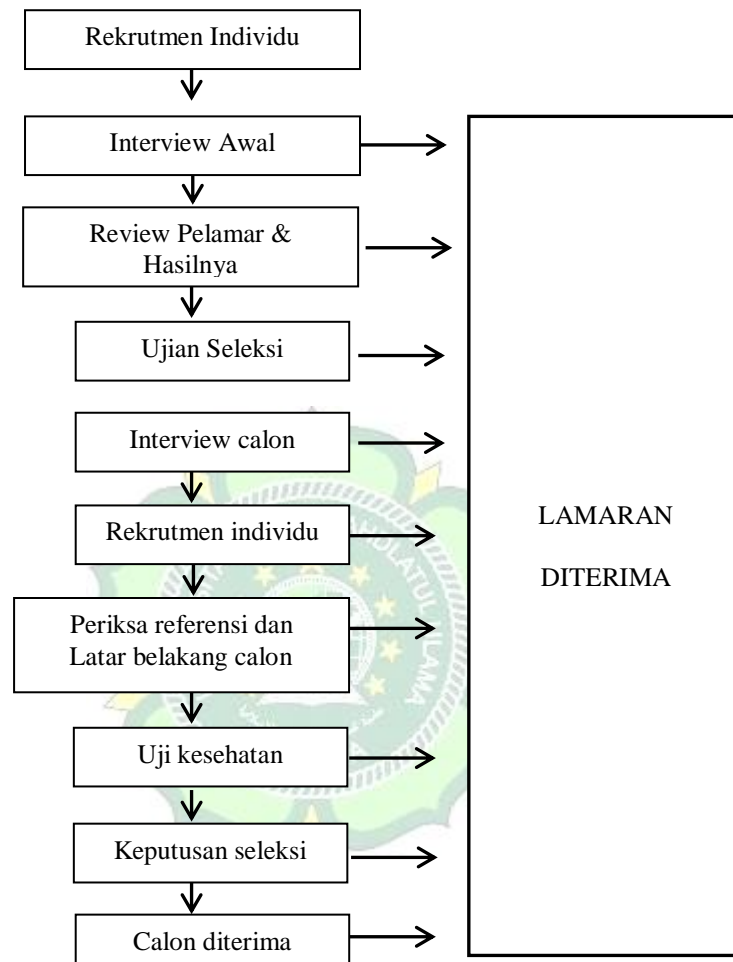 Rekrutmen Individu
Interview Awal
Review Pelamar &
Hasilnya
Ujian Seleksi
Interview calon
Rekrutmen individu
Periksa referensi dan
Latar belakang calon
Uji kesehatan
Keputusan seleksi
Calon diterima
LAMARAN
DITERIMA